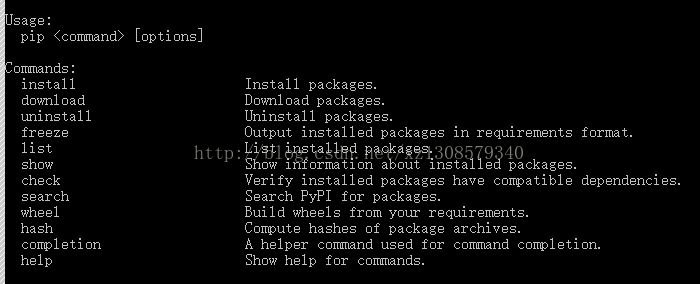 Usage:
pip <command> [options]
Commands:
install Install packages.
download Download packages.
uninstall Uninstall packages.
freeze Output installed packages in requirements format.
list List installed packages.
http://blog.csdn.net/xz1308579340
show Show information about installed packages.
check Verify installed packages have compatible dependencies.
search Search PyPI for packages.
wheel Build wheels from your requirements.
hash Compute hashes of package archives.
completion A helper command used for command completion.
help Show help for commands.